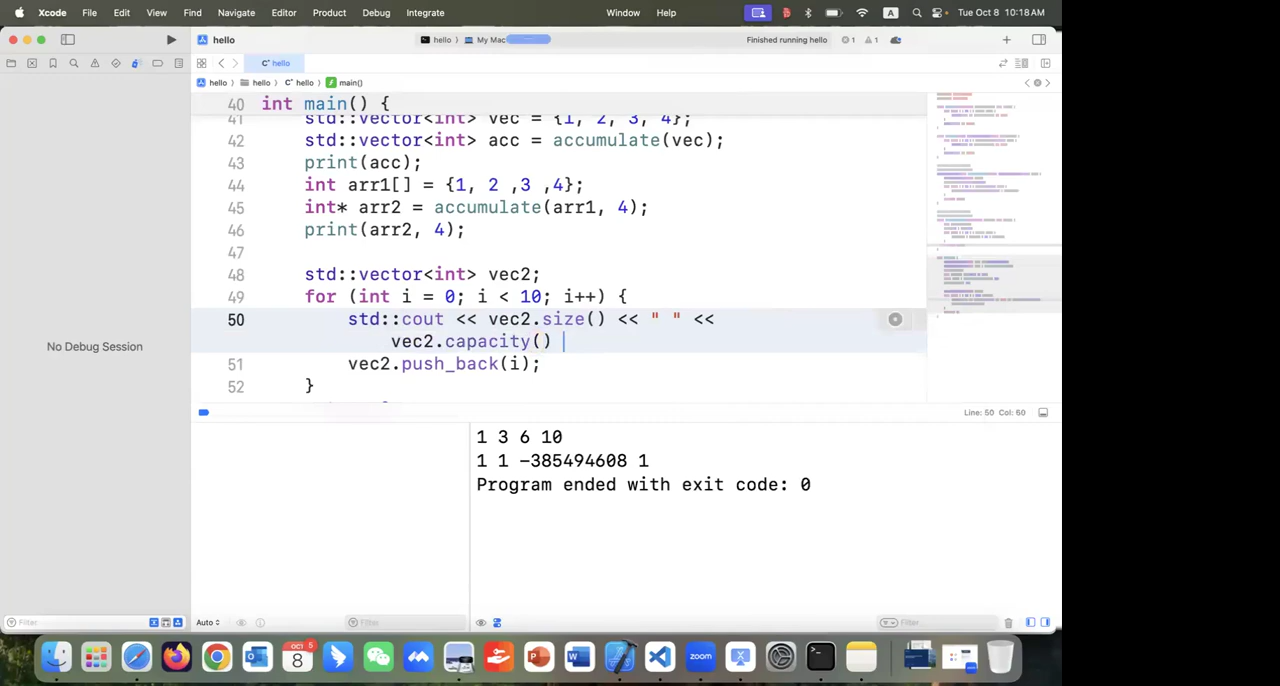 Xcode File Edit View Find Navigate Editor Product Debug Integrate Window Help A Tue Oct 8 10:18 AM
hello
hello 〉 My Mac
Finished running hello
1 1
hello
hello 〉 hello 〉 C⁺ hello 〉 f main()
40 int main() {
41 std::vector<int> vec = {1, 2, 3, 4};
42 std::vector<int> acc = accumulate(vec);
43 print(acc);
44 int arr1[] = {1, 2 ,3 ,4};
45 int* arr2 = accumulate(arr1, 4);
46 print(arr2, 4);
47
48 std::vector<int> vec2;
49 for (int i = 0; i < 10; i++) {
50 std::cout << vec2.size() << " " <<
vec2.capacity()
51 vec2.push_back(i);
52 }
No Debug Session
Line: 50 Col: 60
1 3 6 10
1 1 -385494608 1
Program ended with exit code: 0
Filter
Auto
Filter
Filter
OCT
8
5
zoom